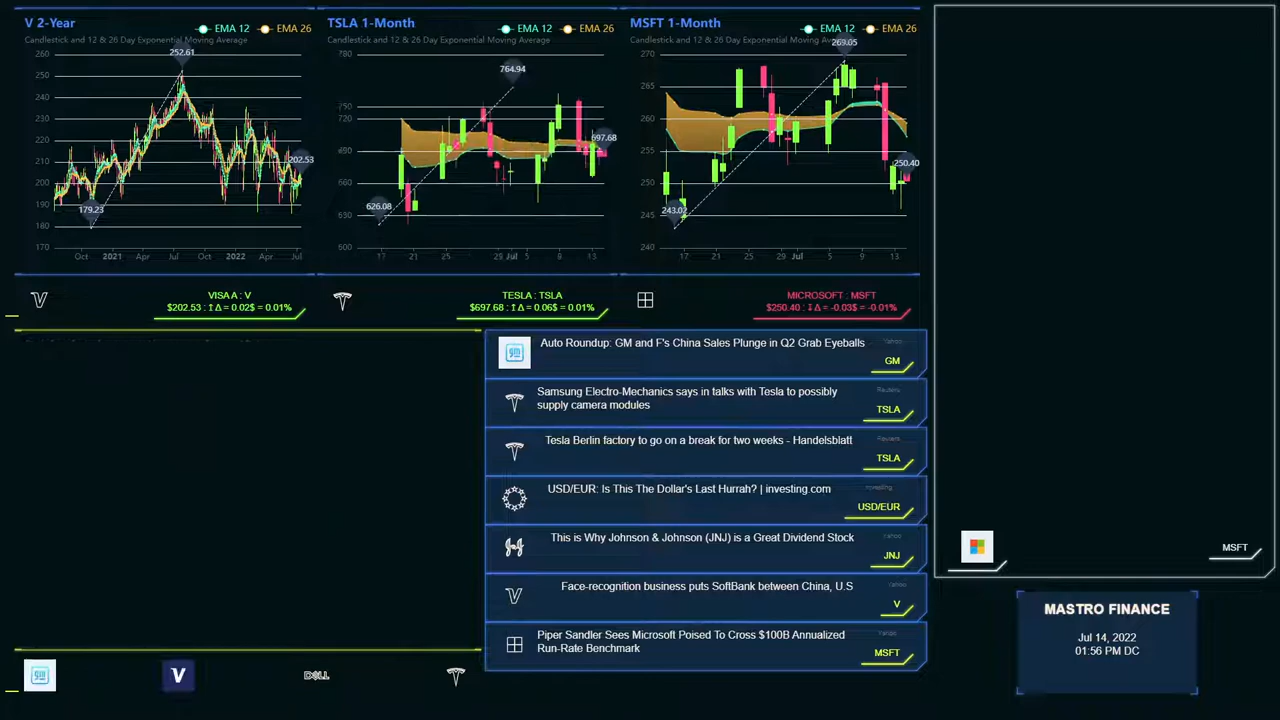 V 2-Year
EMA 12
EMA 26
Candlestick and 12 & 26 Day Exponential Moving Average
260
250
240
230
220
210
200
190
180
170
252.61
202.53
179.23
Oct 2021 Apr Jul Oct 2022 Apr Jul
TSLA 1-Month
EMA 12
EMA 26
Candlestick and 12 & 26 Day Exponential Moving Average
780
750
720
690
660
630
500
764.94
697.68
626.08
17 21 25 29 Jul 5 9 13
MSFT 1-Month
EMA 12
EMA 26
Candlestick and 12 & 26 Day Exponential Moving Average
270
265
260
255
250
245
240
269.05
250.40
243.02
17 21 25 29 Jul 5 9 13
VISA A : V
$202.53 : ↥ Δ = 0.02$ = 0.01%
TESLA : TSLA
$697.68 : ↥ Δ = 0.06$ = 0.01%
MICROSOFT : MSFT
$250.40 : ↧ Δ = -0.03$ = -0.01%
gm
Auto Roundup: GM and F's China Sales Plunge in Q2 Grab Eyeballs
Yahoo
GM
Samsung Electro-Mechanics says in talks with Tesla to possibly
supply camera modules
Reuters
TSLA
Tesla Berlin factory to go on a break for two weeks - Handelsblatt
Reuters
TSLA
USD/EUR: Is This The Dollar's Last Hurrah? | investing.com
Investing
USD/EUR
This is Why Johnson & Johnson (JNJ) is a Great Dividend Stock
Yahoo
JNJ
Face-recognition business puts SoftBank between China, U.S
Yahoo
V
Piper Sandler Sees Microsoft Poised To Cross $100B Annualized
Run-Rate Benchmark
Yahoo
MSFT
gm
V
DELL
MSFT
MASTRO FINANCE
Jul 14, 2022
01:56 PM DC